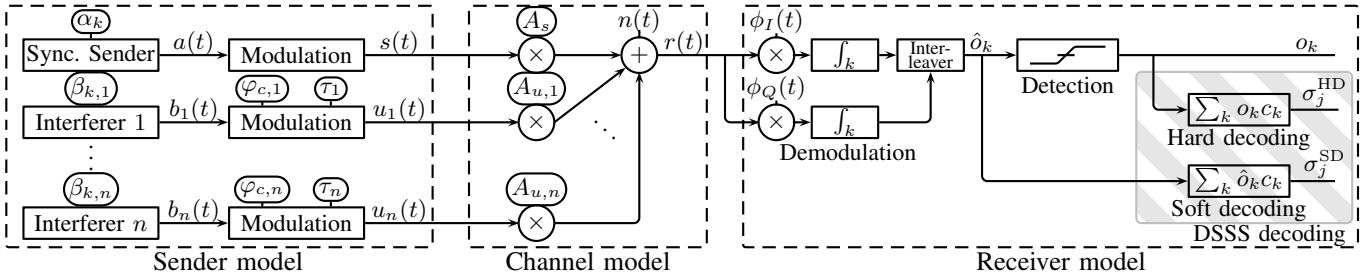 α_k A_s n(t) ϕ_I(t)
Sync. Sender a(t) Modulation s(t) × + r(t) × ∫_k Inter-leaver ô_k Detection o_k
β_{k,1} φ_{c,1} τ_1 A_{u,1} ϕ_Q(t)
Interferer 1 b_1(t) Modulation u_1(t) × ⋱ × ∫_k Demodulation
∑_k o_k c_k σ_j^{HD}
Hard decoding
⋮
β_{k,n} φ_{c,n} τ_n A_{u,n}
Interferer n b_n(t) Modulation u_n(t) ×
∑_k ô_k c_k σ_j^{SD}
Soft decoding
DSSS decoding
Sender model Channel model Receiver model